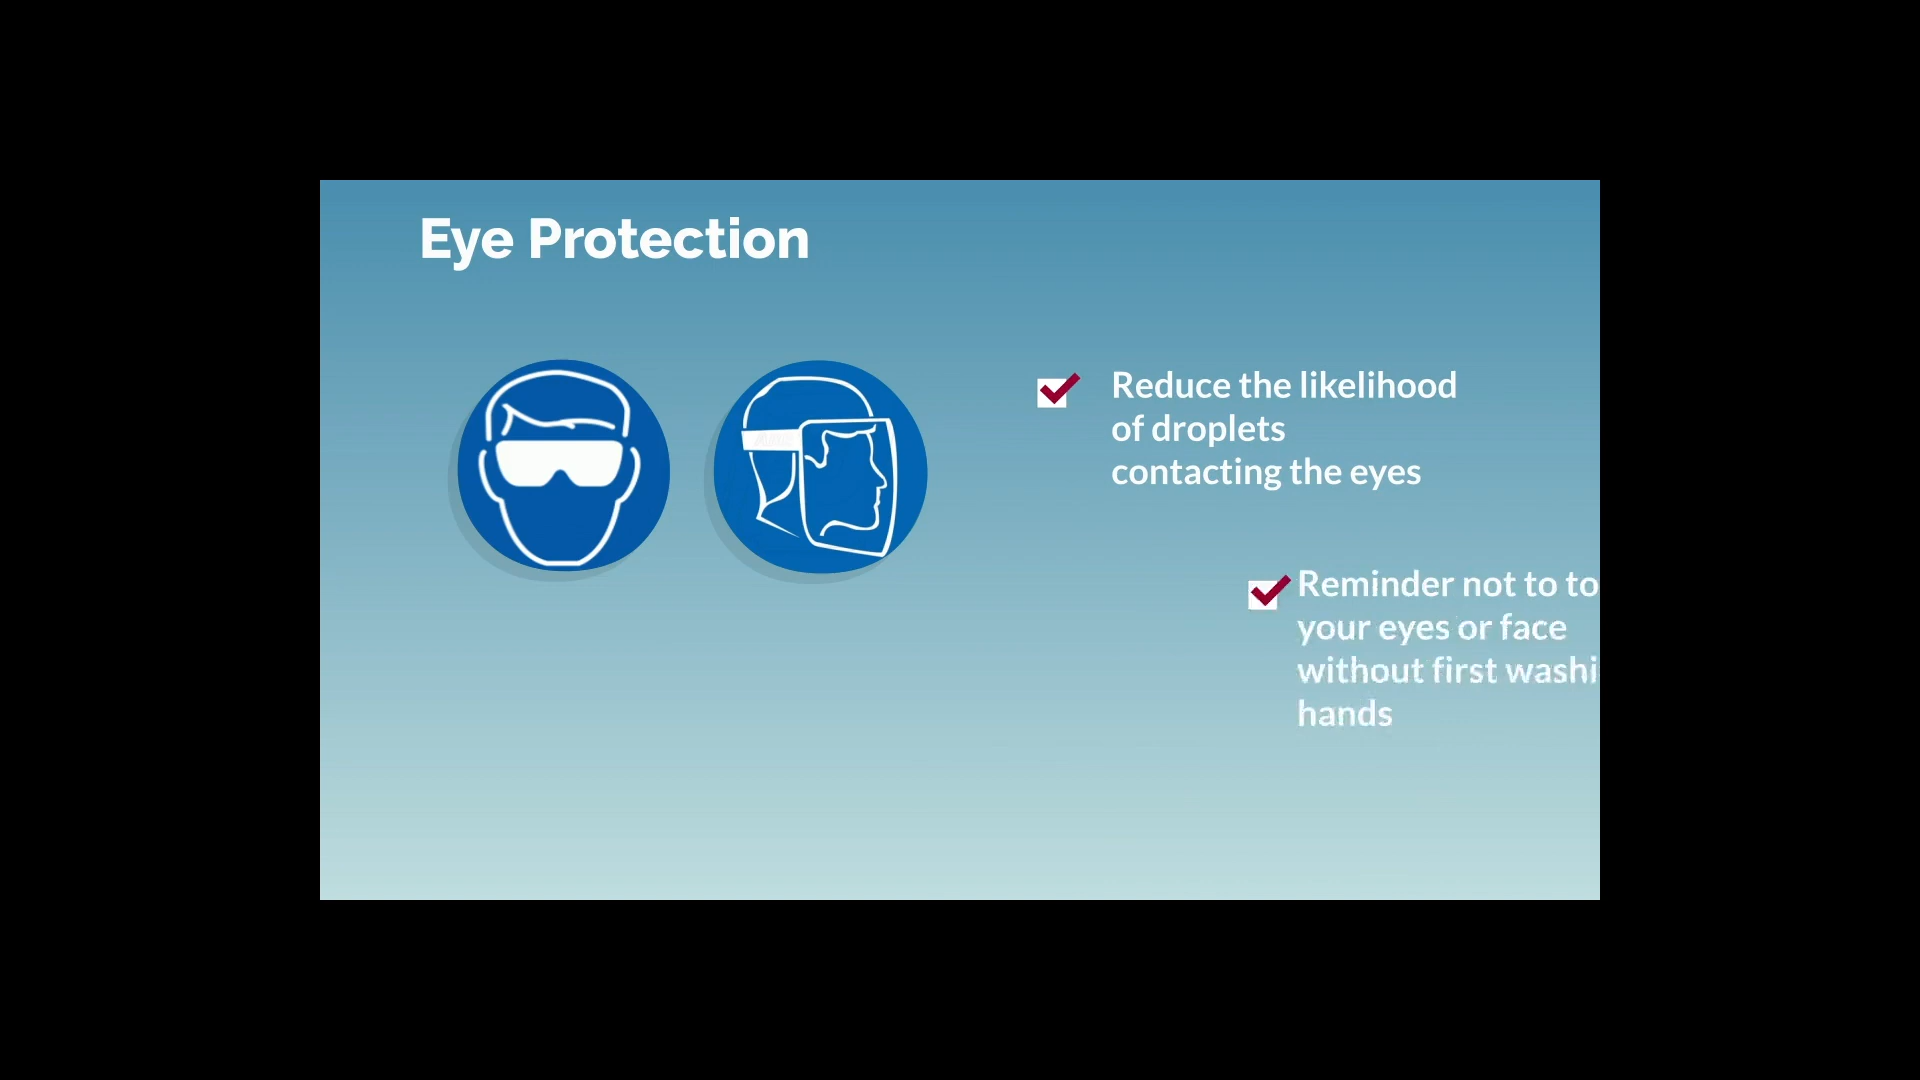 Eye Protection
Reduce the likelihood
of droplets
contacting the eyes
Reminder not to to
your eyes or face
without first washi
hands